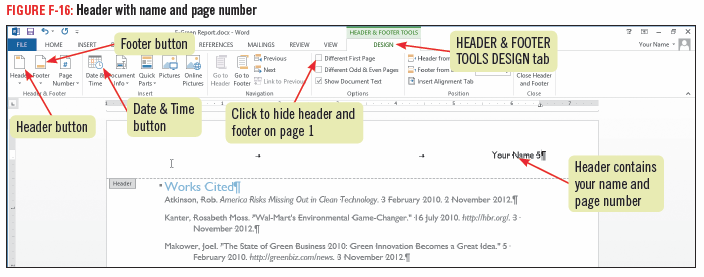 FIGURE F-16: Header with name and page number
E-Green Report.docx - Word
HEADER & FOOTER TOOLS
FILE HOME INSERT REFERENCES MAILINGS REVIEW VIEW DESIGN Your Name
Footer button
HEADER & FOOTER
TOOLS DESIGN tab
Header Footer Page
Number
Date &
Time
Document
Info
Quick
Parts
Pictures Online
Pictures
Go to
Header
Go to
Footer
Previous
Next
Link to Previous
Different First Page
Different Odd & Even Pages
Show Document Text
Header from
Footer from
Insert Alignment Tab
Close Header
and Footer
Header & Footer Insert Navigation Options Position Close
Header button
Date & Time
button
Click to hide header and
footer on page 1
Your Name 5¶
Header contains
your name and
page number
Header
Works Cited¶
Atkinson, Rob. America Risks Missing Out in Clean Technology. 3 February 2010. 2 November 2012.¶
Kanter, Rosabeth Moss. "Wal-Mart's Environmental Game-Changer." 16 July 2010. http://hbr.org/. 3
November 2012.¶
Makower, Joel. "The State of Green Business 2010: Green Innovation Becomes a Great Idea." 5
February 2010. http://greenbiz.com/news. 3 November 2012.¶